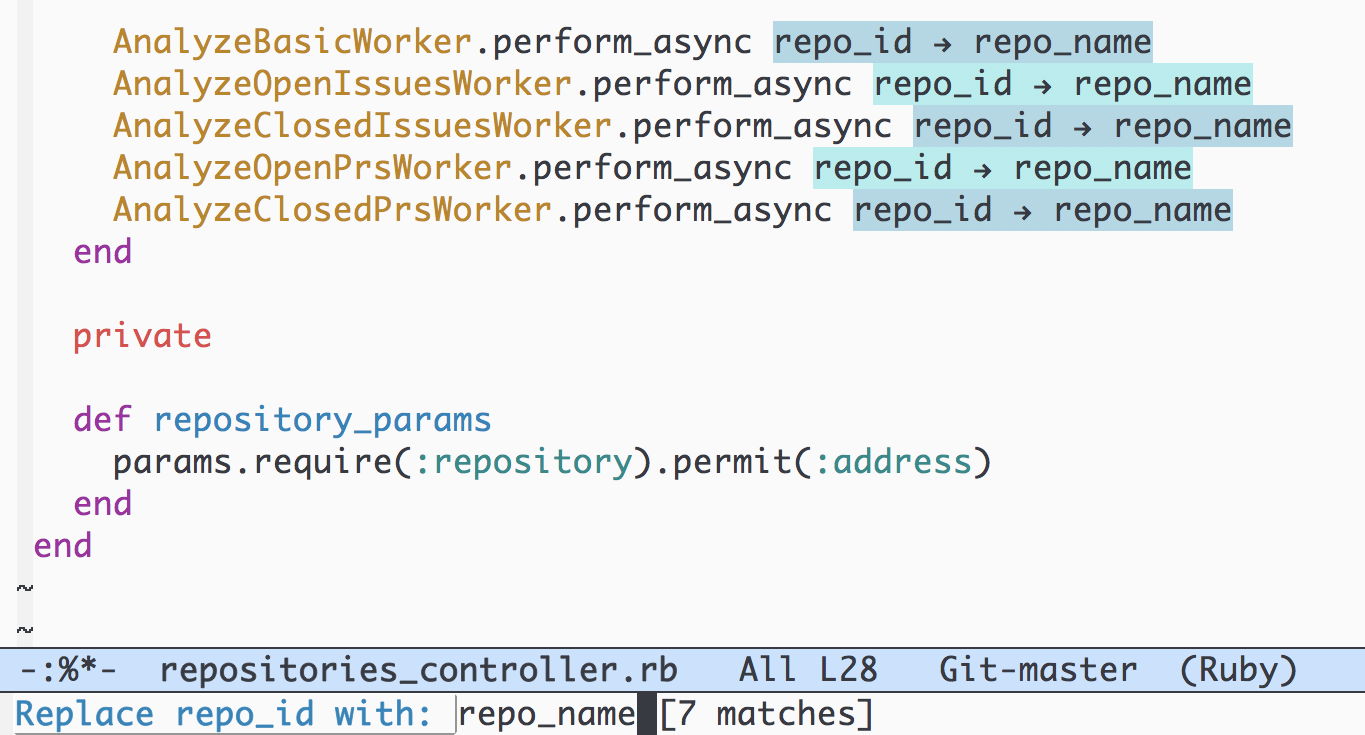 AnalyzeBasicWorker.perform_async repo_id → repo_name
AnalyzeOpenIssuesWorker.perform_async repo_id → repo_name
AnalyzeClosedIssuesWorker.perform_async repo_id → repo_name
AnalyzeOpenPrsWorker.perform_async repo_id → repo_name
AnalyzeClosedPrsWorker.perform_async repo_id → repo_name
end
private
def repository_params
params.require(:repository).permit(:address)
end
end
~
~
-:%*- repositories_controller.rb All L28 Git-master (Ruby)
Replace repo_id with: repo_name [7 matches]